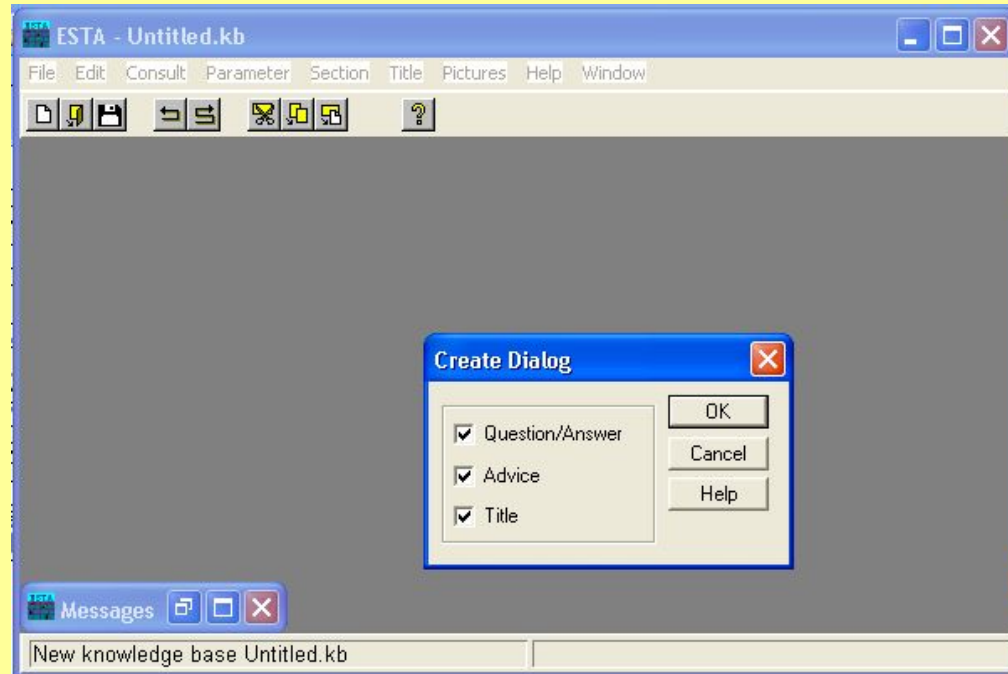 ESTA - Untitled.kb
File Edit Consult Parameter Section Title Pictures Help Window
Create Dialog
Question/Answer
Advice
Title
OK
Cancel
Help
ESTA Messages
New knowledge base Untitled.kb